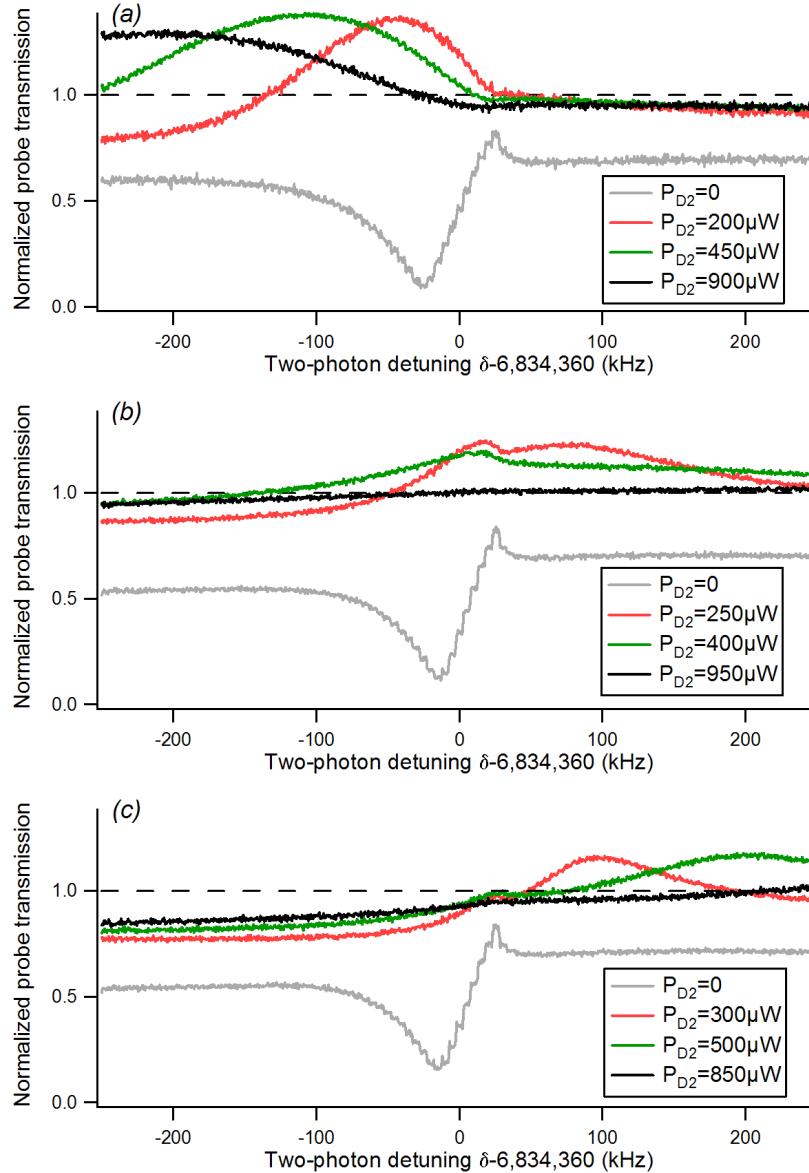 (a)
Normalized probe transmission
1.0
0.5
0.0
P_D2=0
P_D2=200µW
P_D2=450µW
P_D2=900µW
-200 -100 0 100 200
Two-photon detuning δ-6,834,360 (kHz)
(b)
Normalized probe transmission
1.0
0.5
0.0
P_D2=0
P_D2=250µW
P_D2=400µW
P_D2=950µW
-200 -100 0 100 200
Two-photon detuning δ-6,834,360 (kHz)
(c)
Normalized probe transmission
1.0
0.5
0.0
P_D2=0
P_D2=300µW
P_D2=500µW
P_D2=850µW
-200 -100 0 100 200
Two-photon detuning δ-6,834,360 (kHz)